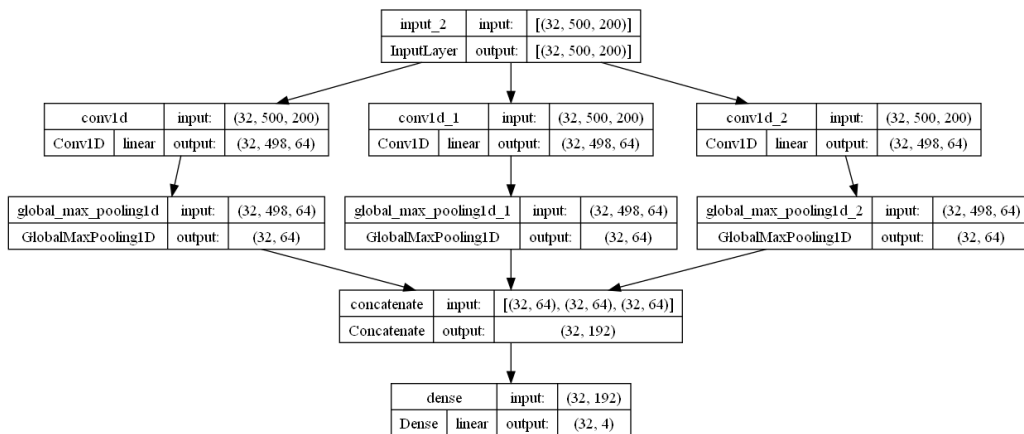 input_2 input: [(32, 500, 200)]
InputLayer output: [(32, 500, 200)]
conv1d input: (32, 500, 200)
Conv1D linear output: (32, 498, 64)
conv1d_1 input: (32, 500, 200)
Conv1D linear output: (32, 498, 64)
conv1d_2 input: (32, 500, 200)
Conv1D linear output: (32, 498, 64)
global_max_pooling1d input: (32, 498, 64)
GlobalMaxPooling1D output: (32, 64)
global_max_pooling1d_1 input: (32, 498, 64)
GlobalMaxPooling1D output: (32, 64)
global_max_pooling1d_2 input: (32, 498, 64)
GlobalMaxPooling1D output: (32, 64)
concatenate input: [(32, 64), (32, 64), (32, 64)]
Concatenate output: (32, 192)
dense input: (32, 192)
Dense linear output: (32, 4)